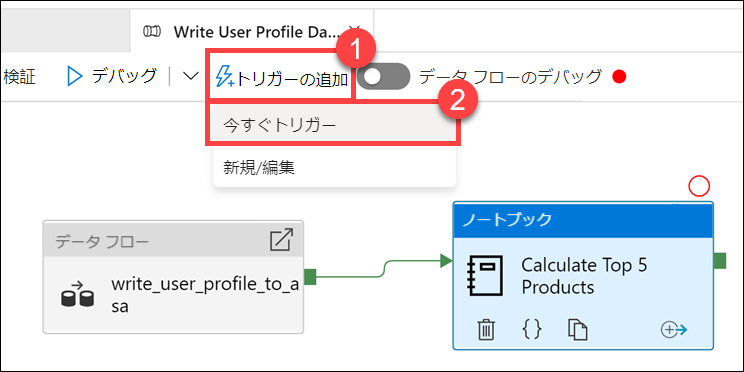 Write User Profile Da...
検証
デバッグ
トリガーの追加
1
データ フローのデバッグ
2
今すぐトリガー
新規/編集
データ フロー
write_user_profile_to_a
sa
ノートブック
Calculate Top 5
Products
{}